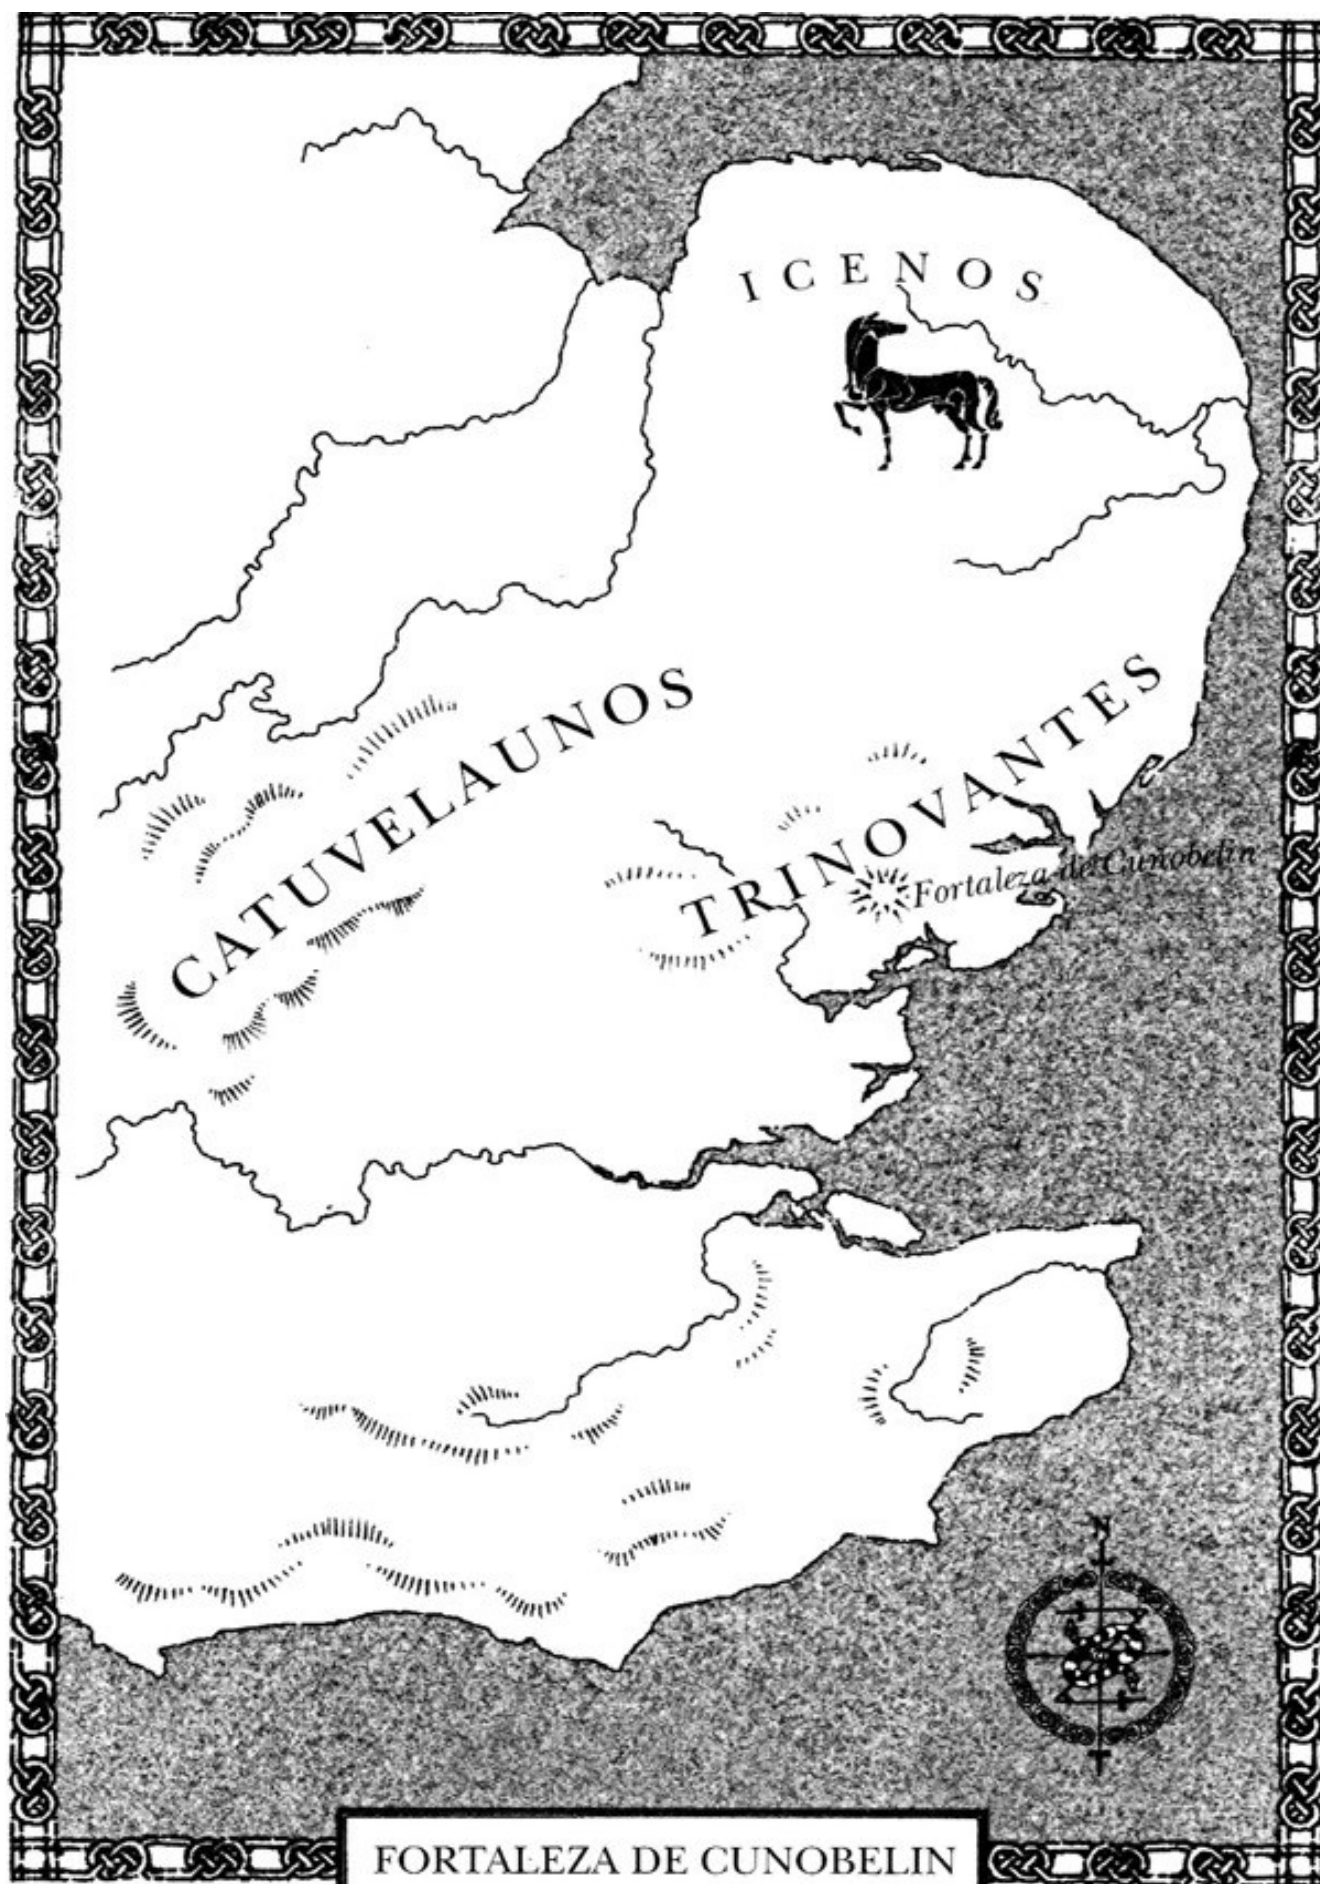 ICENOS
CATUVELAUNOS
TRINOVANTES
Fortaleza de Cunobelin
N
FORTALEZA DE CUNOBELIN